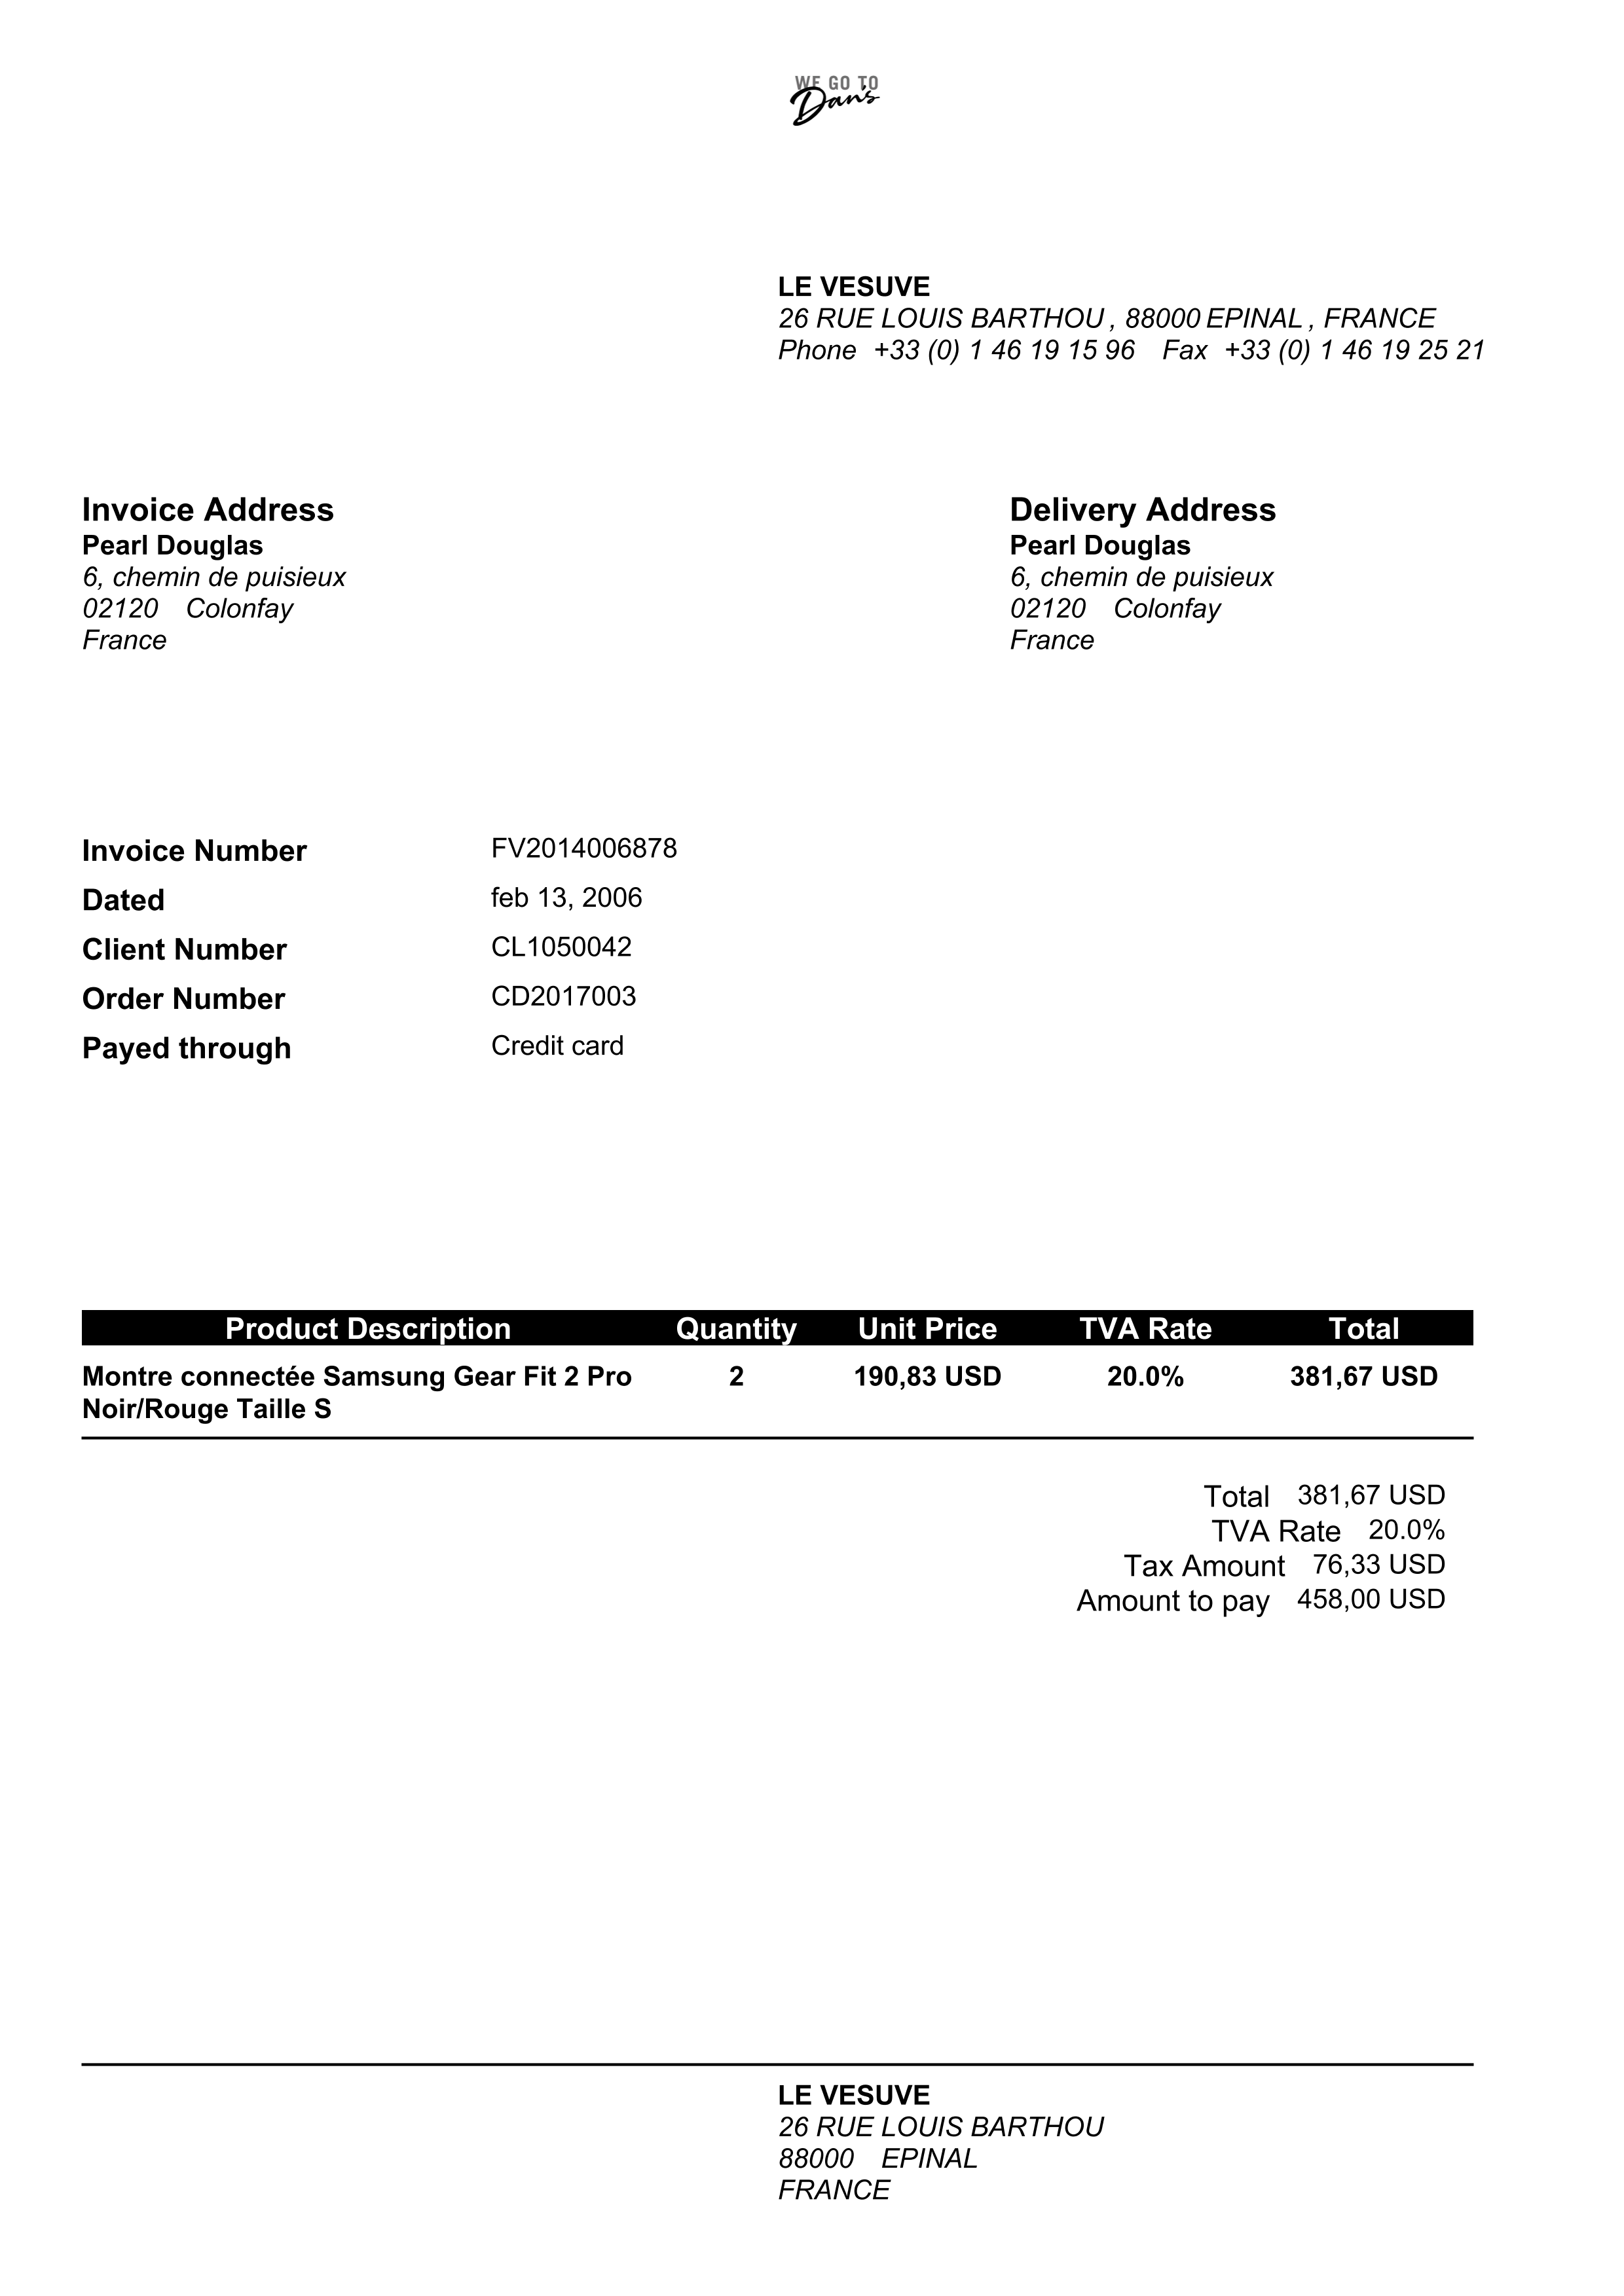 WE GO TO
Dan's
LE VESUVE
26 RUE LOUIS BARTHOU , 88000 EPINAL , FRANCE
Phone +33 (0) 1 46 19 15 96 Fax +33 (0) 1 46 19 25 21
Invoice Address
Pearl Douglas
6, chemin de puisieux
02120 Colonfay
France
Delivery Address
Pearl Douglas
6, chemin de puisieux
02120 Colonfay
France
Invoice Number FV2014006878
Dated feb 13, 2006
Client Number CL1050042
Order Number CD2017003
Payed through Credit card
Product Description Quantity Unit Price TVA Rate Total
Montre connectée Samsung Gear Fit 2 Pro 2 190,83 USD 20.0% 381,67 USD
Noir/Rouge Taille S
Total 381,67 USD
TVA Rate 20.0%
Tax Amount 76,33 USD
Amount to pay 458,00 USD
LE VESUVE
26 RUE LOUIS BARTHOU
88000 EPINAL
FRANCE